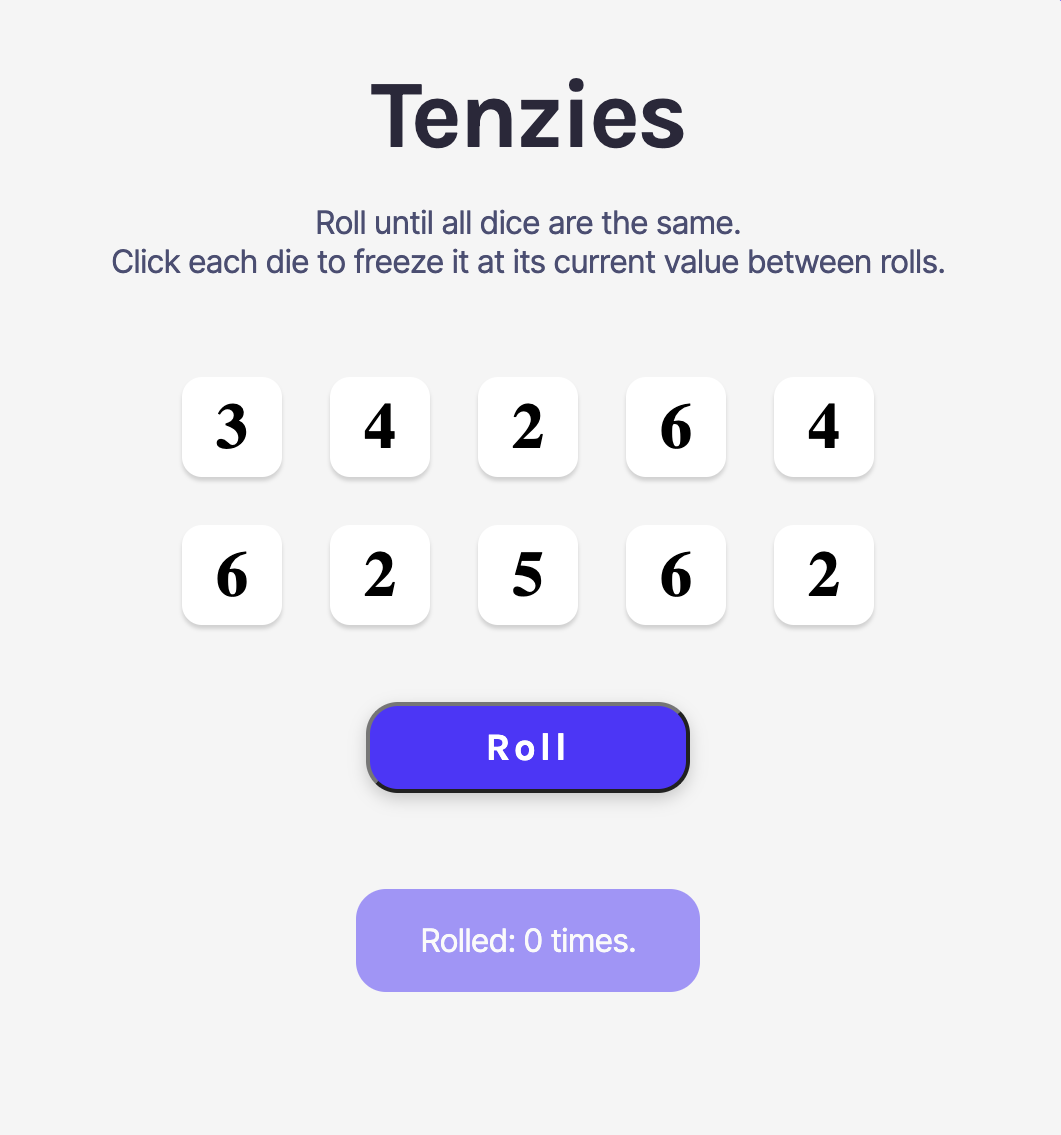 Tenzies
Roll until all dice are the same.
Click each die to freeze it at its current value between rolls.
3 4 2 6 4
6 2 5 6 2
Roll
Rolled: 0 times.